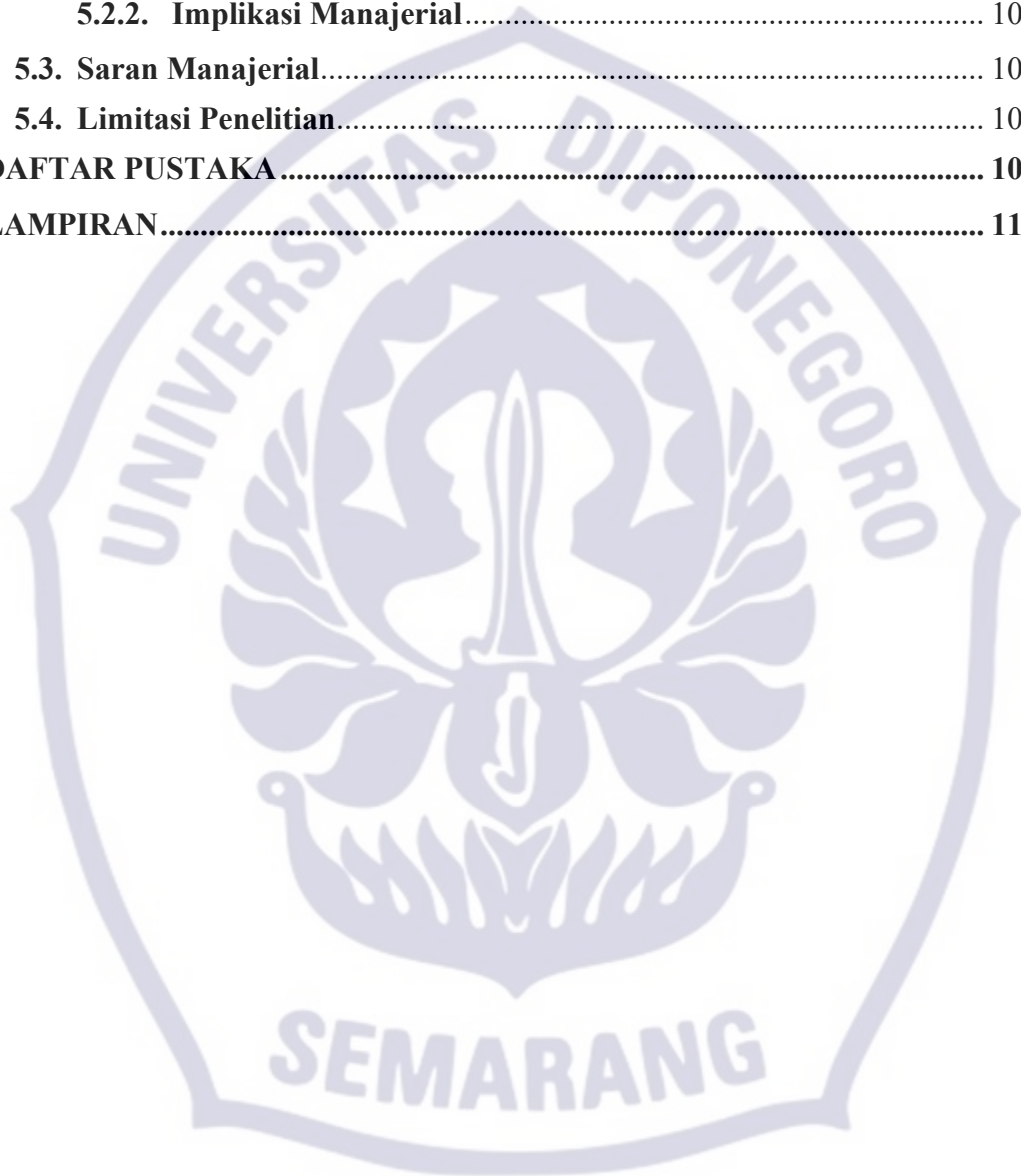 5.2.2. Implikasi Manajerial........................................................................ 10
5.3. Saran Manajerial.............................................................................. 10
5.4. Limitasi Penelitian............................................................................ 10
DAFTAR PUSTAKA................................................................................. 10
LAMPIRAN............................................................................................. 11
UNIVERSITAS DIPONEGORO
SEMARANG